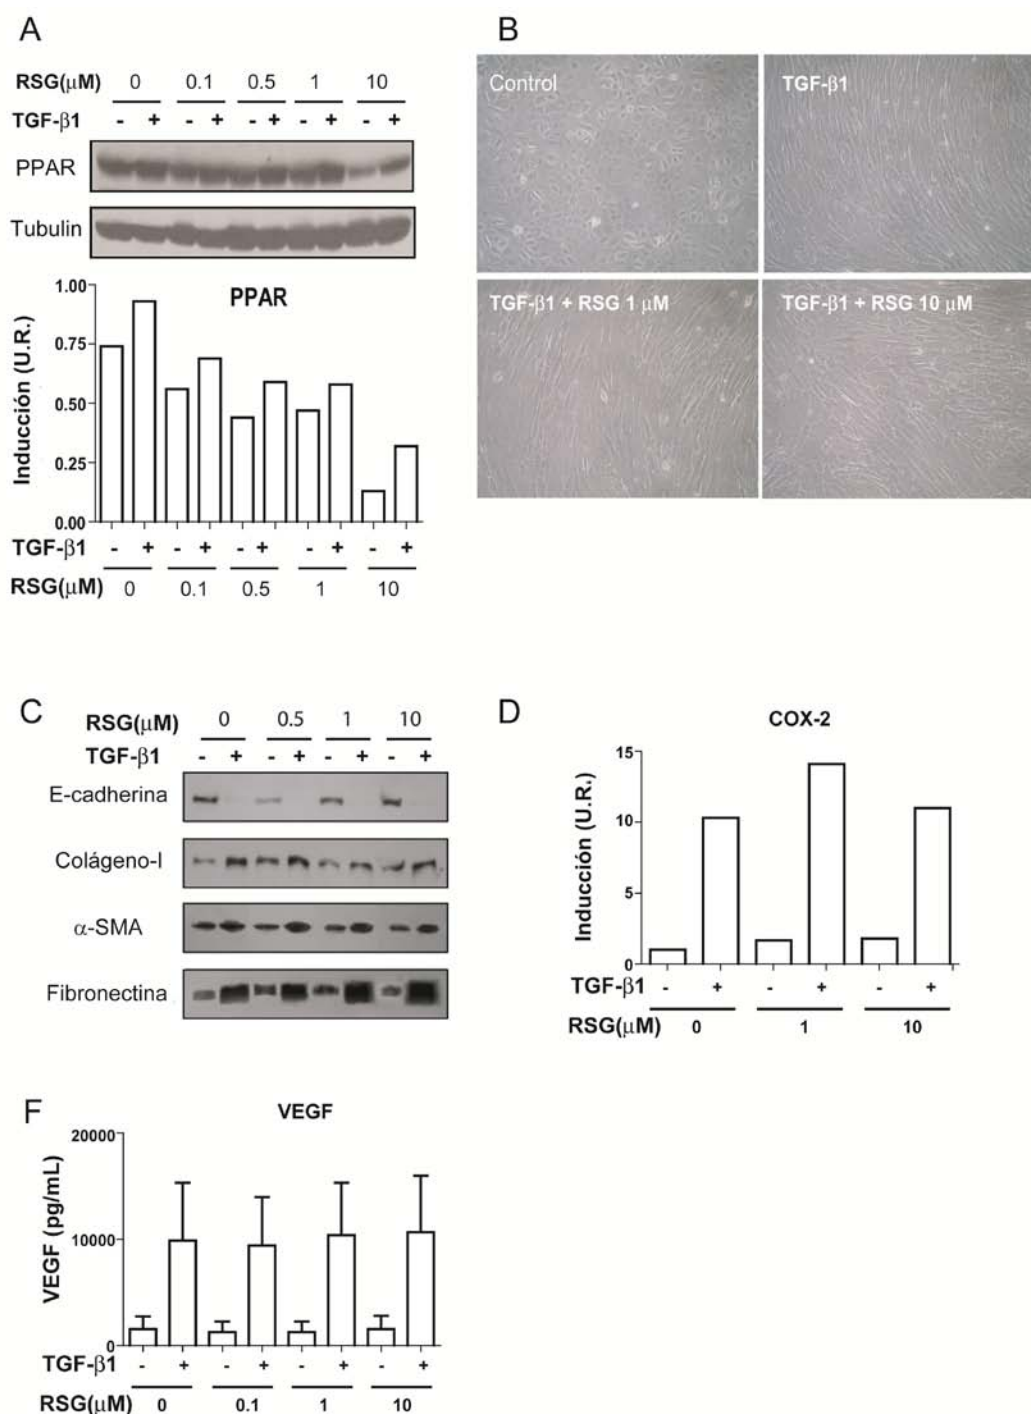 A
RSG(μM) 0 0.1 0.5 1 10
TGF-β1 - + - + - + - + - +
PPAR
Tubulin
PPAR
Inducción (U.R.)
1.00
0.75
0.50
0.25
0.00
TGF-β1 - + - + - + - + - +
RSG(μM) 0 0.1 0.5 1 10
B
Control
TGF-β1
TGF-β1 + RSG 1 μM
TGF-β1 + RSG 10 μM
C
RSG(μM) 0 0.5 1 10
TGF-β1 - + - + - + - +
E-cadherina
Colágeno-I
α-SMA
Fibronectina
D
COX-2
Inducción (U.R.)
15
10
5
0
TGF-β1 - + - + - +
RSG(μM) 0 1 10
F
VEGF
VEGF (pg/mL)
20000
10000
0
TGF-β1 - + - + - + - +
RSG(μM) 0 0.1 1 10